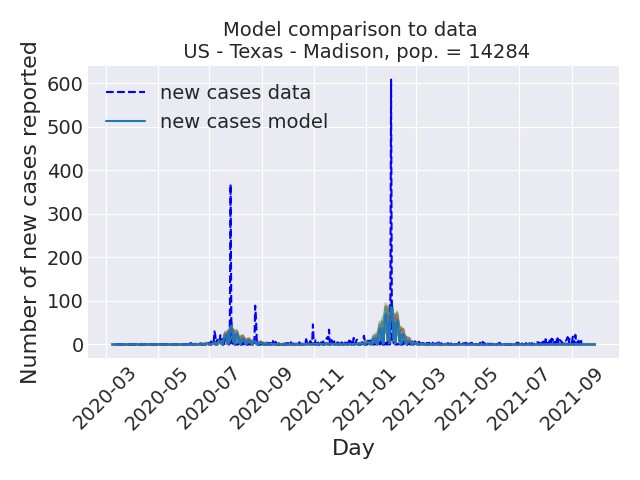 Model comparison to data
US - Texas - Madison, pop. = 14284
Number of new cases reported
600
500
400
300
200
100
0
new cases data
new cases model
2020-03
2020-05
2020-07
2020-09
2020-11
2021-01
2021-03
2021-05
2021-07
2021-09
Day